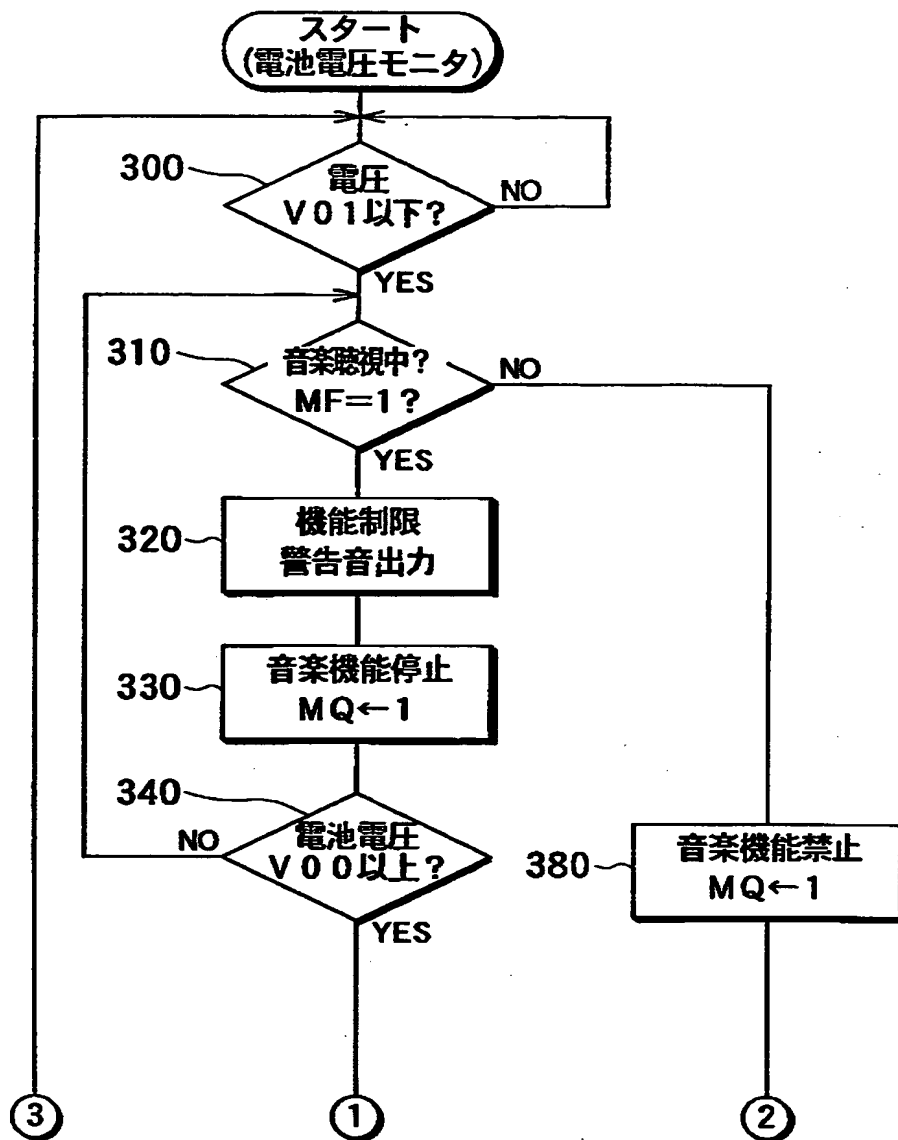 スタート
(電池電圧モニタ)
300
電圧
V01以下?
NO
YES
310
音楽聴視中?
MF=1?
NO
YES
320
機能制限
警告音出力
330
音楽機能停止
MQ←1
340
電池電圧
V00以上?
NO
YES
380
音楽機能禁止
MQ←1
3
1
2